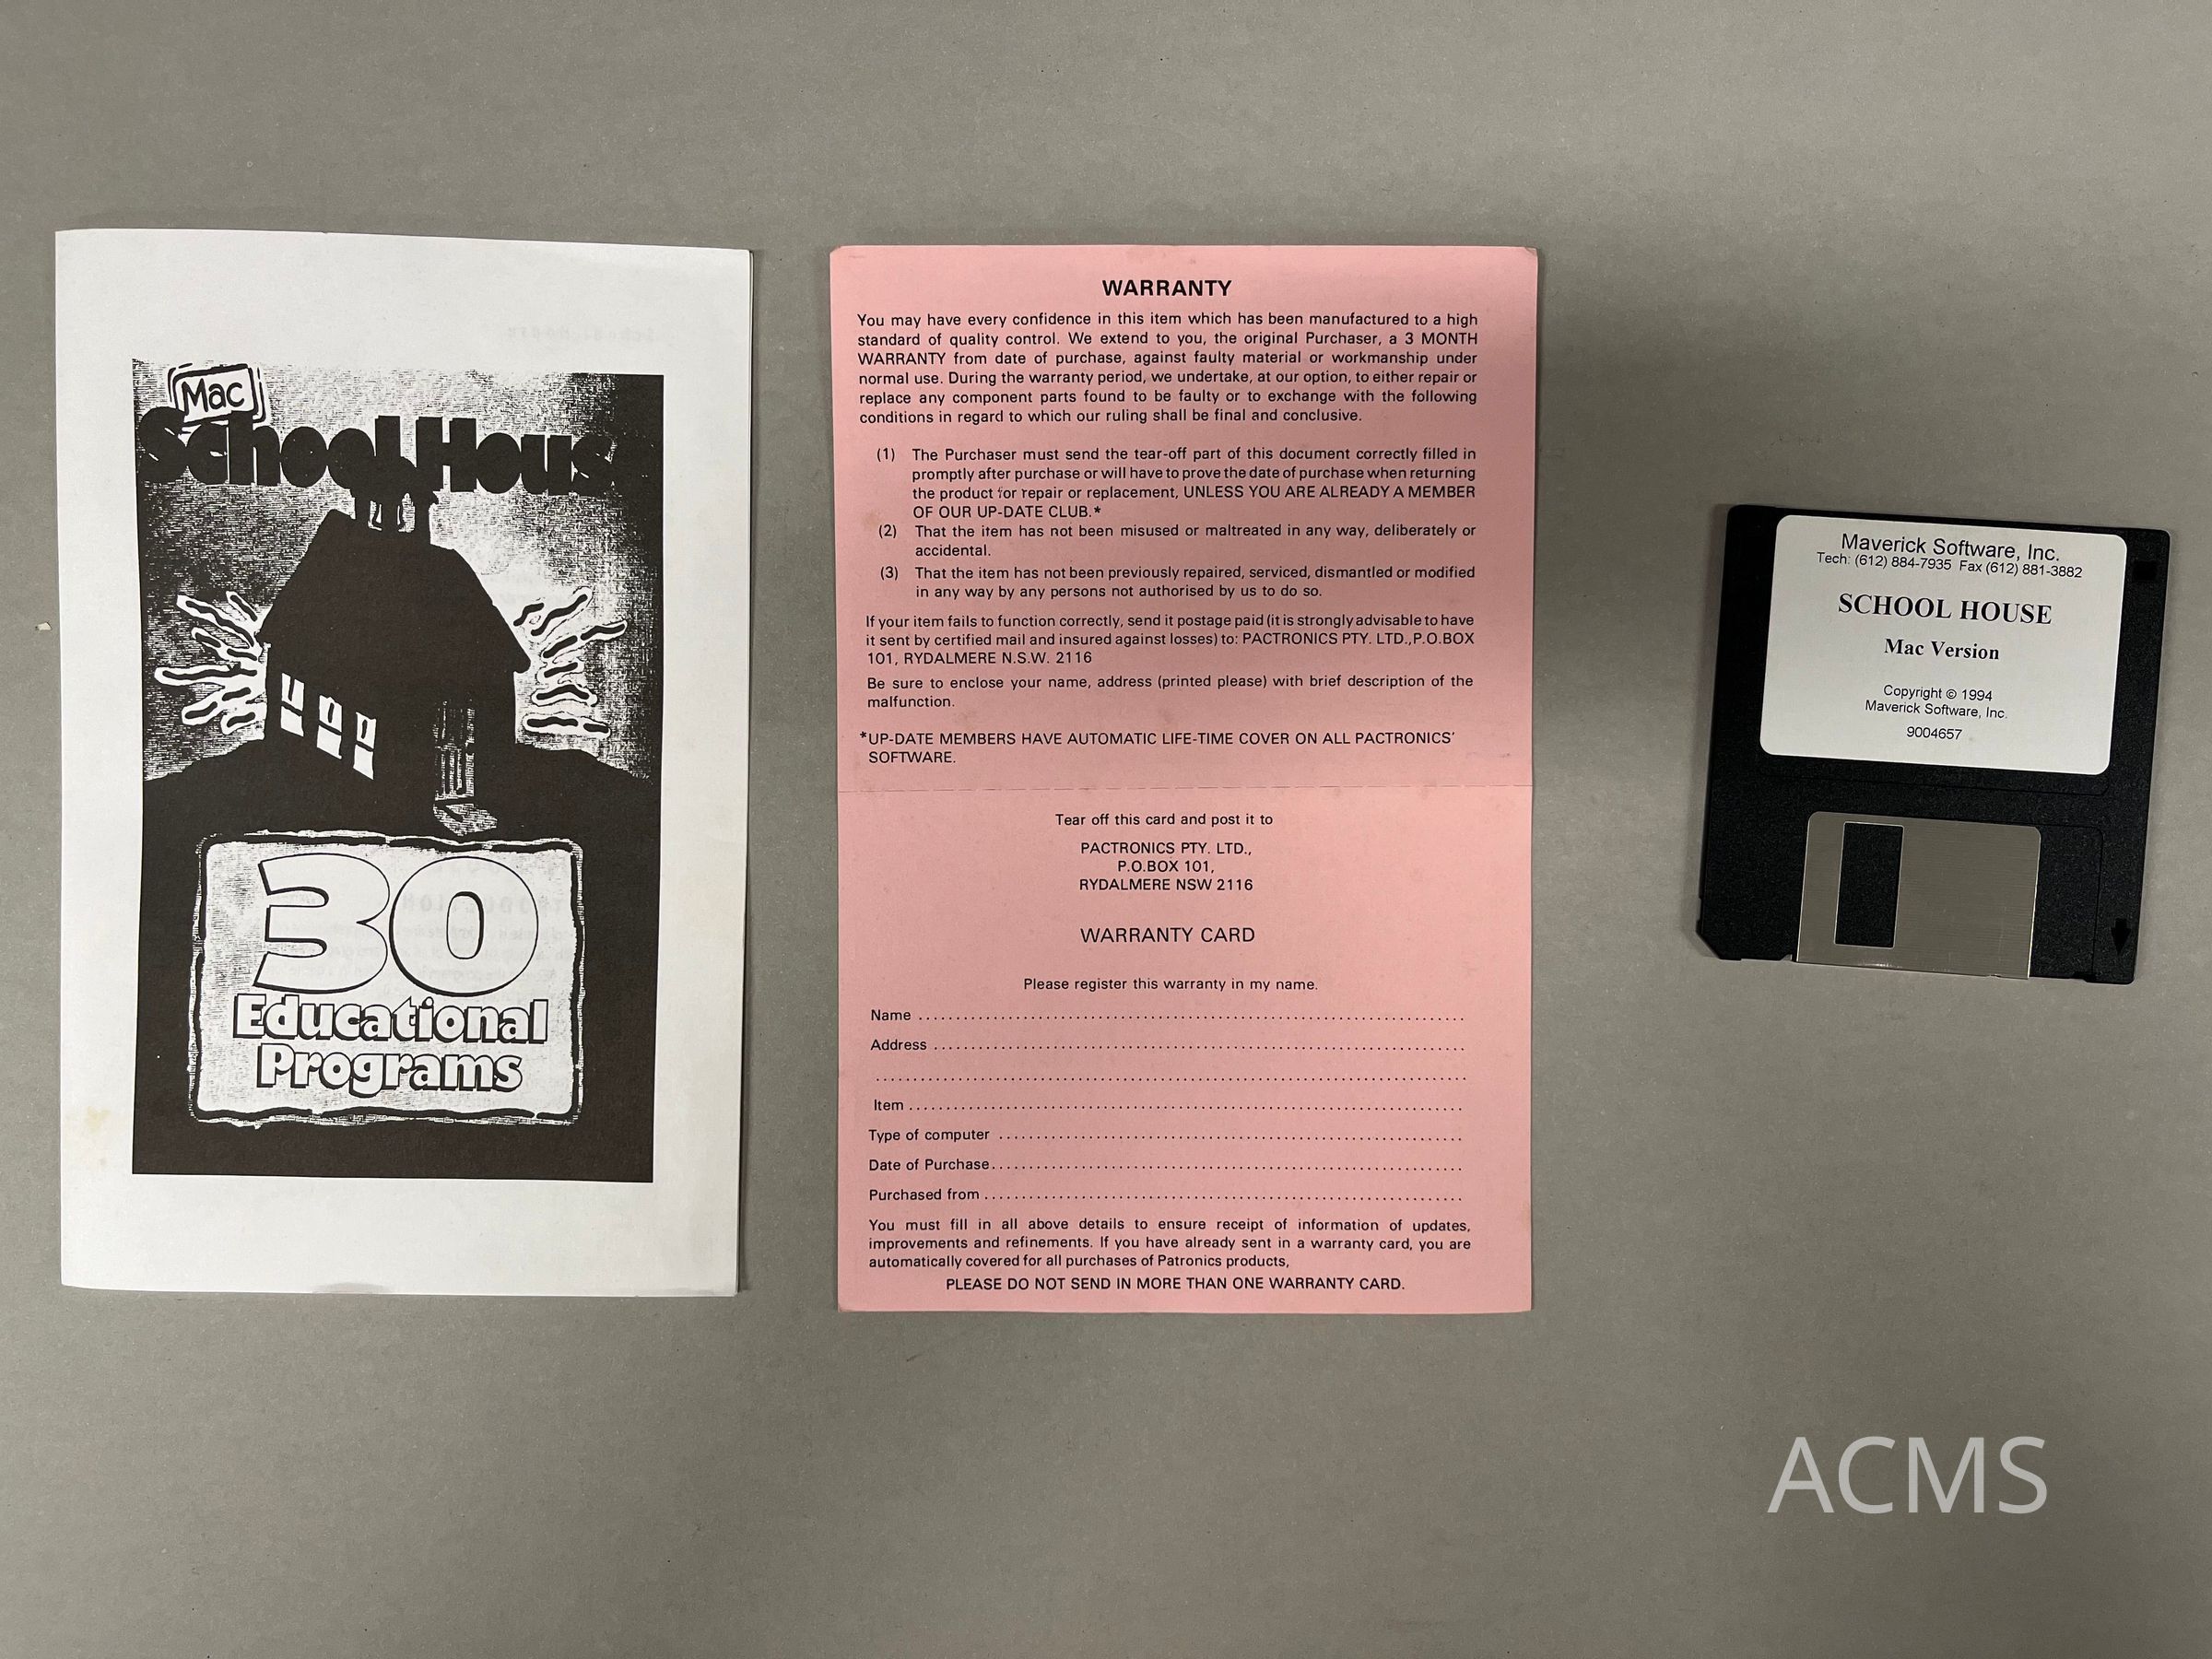 Mac
School House
30
Educational
Programs
WARRANTY
You may have every confidence in this item which has been manufactured to a high
standard of quality control. We extend to you, the original Purchaser, a 3 MONTH
WARRANTY from date of purchase, against faulty material or workmanship under
normal use. During the warranty period, we undertake, at our option, to either repair or
replace any component parts found to be faulty or to exchange with the following
conditions in regard to which our ruling shall be final and conclusive.
(1) The Purchaser must send the tear-off part of this document correctly filled in
promptly after purchase or will have to prove the date of purchase when returning
the product for repair or replacement, UNLESS YOU ARE ALREADY A MEMBER
OF OUR UP-DATE CLUB.*
(2) That the item has not been misused or maltreated in any way, deliberately or
accidental.
(3) That the item has not been previously repaired, serviced, dismantled or modified
in any way by any persons not authorised by us to do so.
If your item fails to function correctly, send it postage paid (it is strongly advisable to have
it sent by certified mail and insured against losses) to: PACTRONICS PTY. LTD.,P.O.BOX
101, RYDALMERE N.S.W. 2116
Be sure to enclose your name, address (printed please) with brief description of the
malfunction.
*UP-DATE MEMBERS HAVE AUTOMATIC LIFE-TIME COVER ON ALL PACTRONICS'
SOFTWARE.
Tear off this card and post it to
PACTRONICS PTY. LTD.,
P.O.BOX 101,
RYDALMERE NSW 2116
WARRANTY CARD
Please register this warranty in my name.
Name
Address
Item
Type of computer
Date of Purchase
Purchased from
You must fill in all above details to ensure receipt of information of updates,
improvements and refinements. If you have already sent in a warranty card, you are
automatically covered for all purchases of Patronics products,
PLEASE DO NOT SEND IN MORE THAN ONE WARRANTY CARD.
Maverick Software, Inc.
Tech: (612) 884-7935 Fax (612) 881-3882
SCHOOL HOUSE
Mac Version
Copyright © 1994
Maverick Software, Inc.
9004657
ACMS